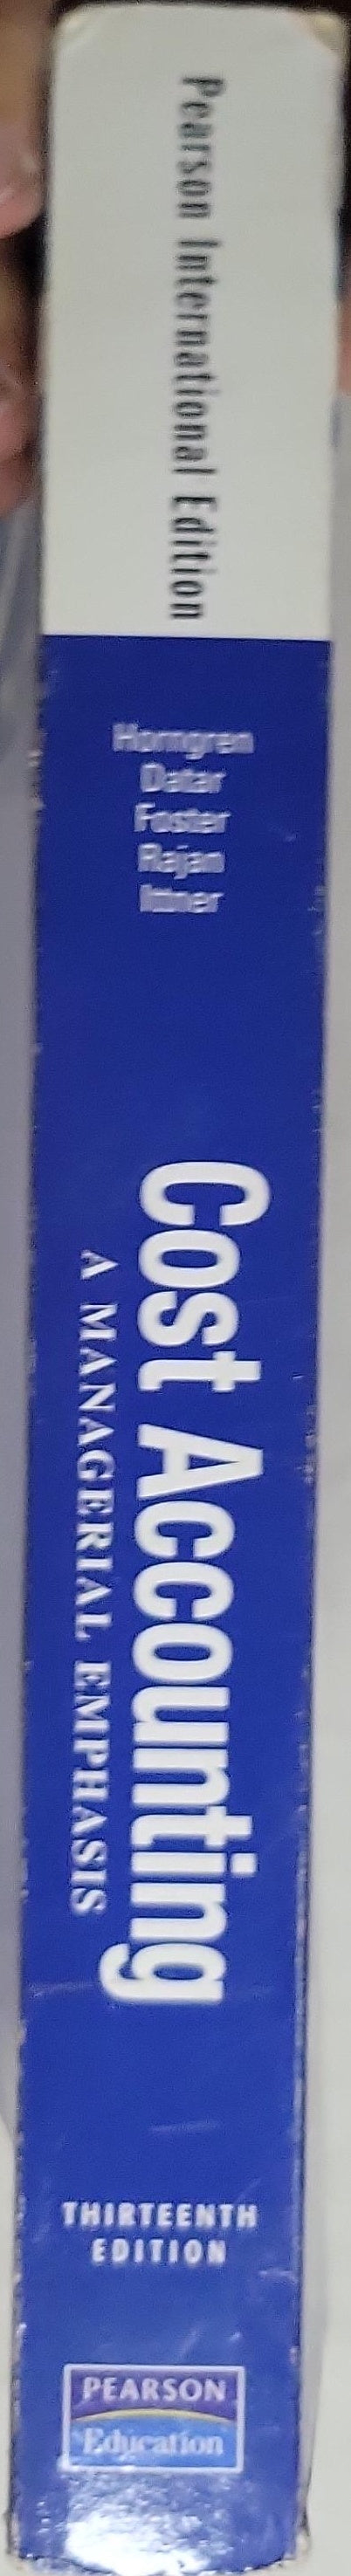 Pearson International Edition
Horngren
Datar
Foster
Rajan
Ittner
Cost Accounting
A MANAGERIAL EMPHASIS
THIRTEENTH
EDITION
PEARSON
Education